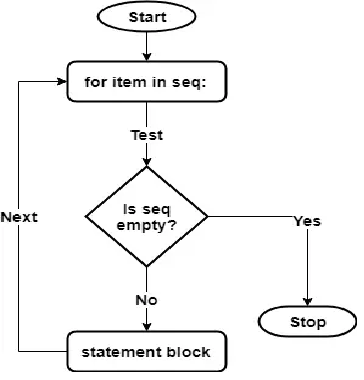 Start
for item in seq:
Test
Is seq
empty?
Next
Yes
No
Stop
statement block